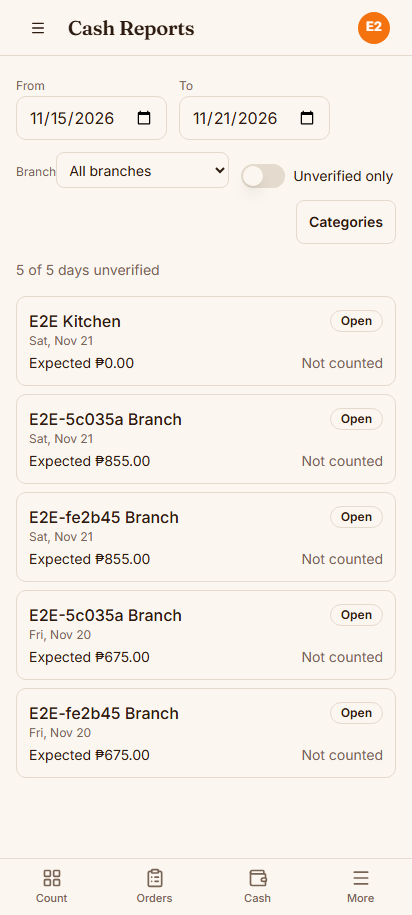 Cash Reports
E2
From
To
11/15/2026
11/21/2026
Branch
All branches
Unverified only
Categories
5 of 5 days unverified
E2E Kitchen
Open
Sat, Nov 21
Expected ₱0.00
Not counted
E2E-5c035a Branch
Open
Sat, Nov 21
Expected ₱855.00
Not counted
E2E-fe2b45 Branch
Open
Sat, Nov 21
Expected ₱855.00
Not counted
E2E-5c035a Branch
Open
Fri, Nov 20
Expected ₱675.00
Not counted
E2E-fe2b45 Branch
Open
Fri, Nov 20
Expected ₱675.00
Not counted
Count
Orders
Cash
More